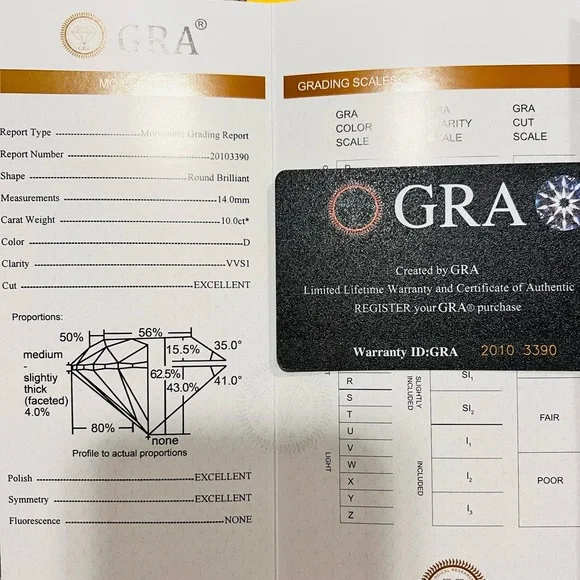 GRA®
Report Type Moissanite Grading Report
Report Number 20103390
Shape Round Brilliant
Measurements 14.0mm
Carat Weight 10.0ct*
Color D
Clarity VVS1
Cut EXCELLENT
Proportions:
50% 56%
15.5% 35.0°
medium
-
slightiy
thick
(faceted)
4.0%
62.5%
43.0% 41.0°
80%
none
Profile to actual proportions
Polish EXCELLENT
Symmetry EXCELLENT
Fluorescence NONE
GRADING SCALES
GRA
COLOR
SCALE
GRA
CUT
SCALE
GRA
Created by GRA
Limited Lifetime Warranty and Certificate of Authentic
REGISTER your GRA® purchase
Warranty ID:GRA 2010 3390
R
S
T
U
V
W
X
Y
Z
LIGHT
SLIGHTLY
INCLUDED
INCLUDED
SI1
SI2
I1
I2
I3
FAIR
POOR